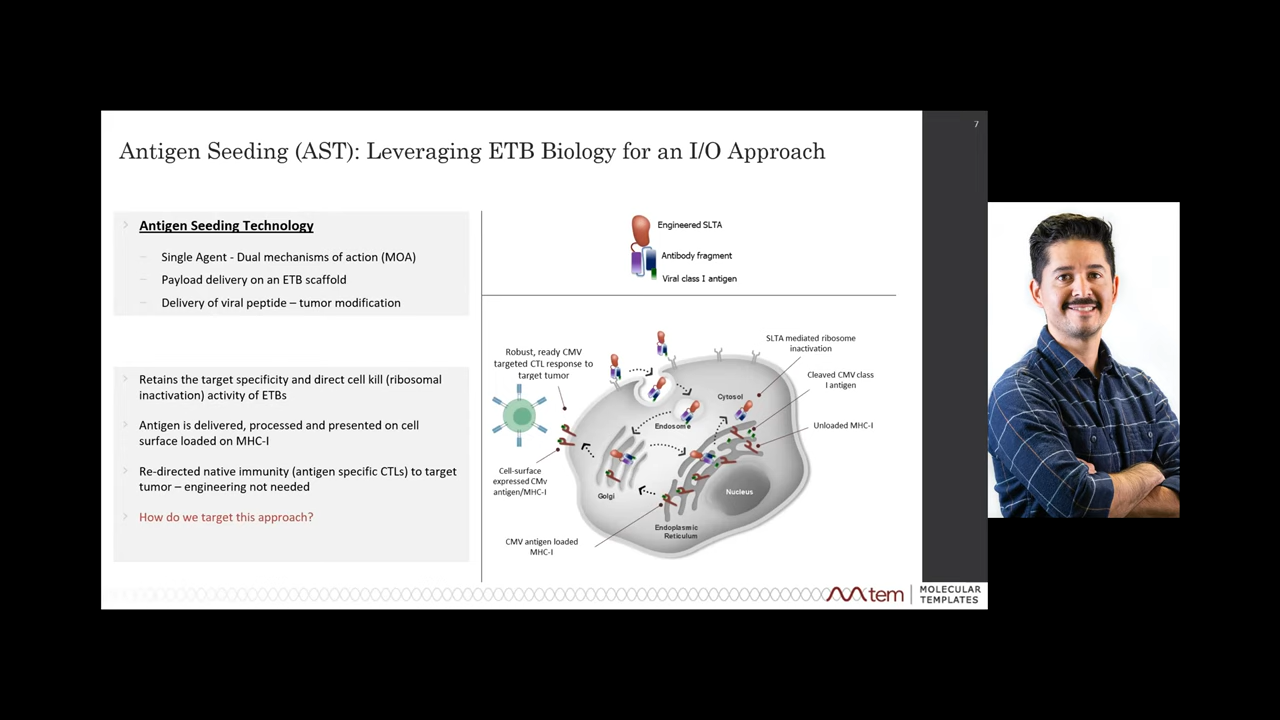 7
Antigen Seeding (AST): Leveraging ETB Biology for an I/O Approach
Antigen Seeding Technology
– Single Agent - Dual mechanisms of action (MOA)
– Payload delivery on an ETB scaffold
– Delivery of viral peptide – tumor modification
Retains the target specificity and direct cell kill (ribosomal
inactivation) activity of ETBs
Antigen is delivered, processed and presented on cell
surface loaded on MHC-I
Re-directed native immunity (antigen specific CTLs) to target
tumor – engineering not needed
How do we target this approach?
Engineered SLTA
Antibody fragment
Viral class I antigen
Robust, ready CMV
targeted CTL response to
target tumor
SLTA mediated ribosome
inactivation
Cleaved CMV class
I antigen
Unloaded MHC-I
Cytosol
Endosome
Cell-surface
expressed CMv
antigen/MHC-I
Golgi
Nucleus
Endoplasmic
Reticulum
CMV antigen loaded
MHC-I
mtem
MOLECULAR
TEMPLATES